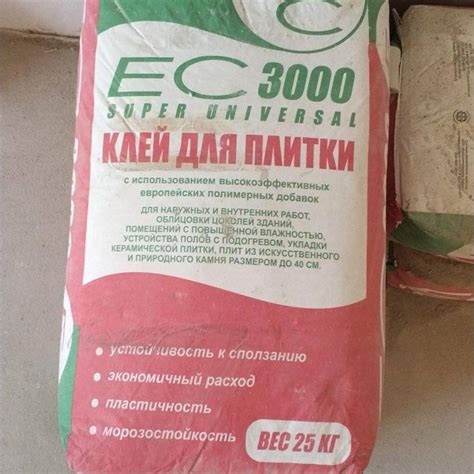 C
EC 3000
SUPER UNIVERSAL
КЛЕЙ ДЛЯ ПЛИТКИ
с использованием высокоэффективных
европейских полимерных добавок
ДЛЯ НАРУЖНЫХ И ВНУТРЕННИХ РАБОТ,
ОБЛИЦОВКИ ЦОКОЛЕЙ ЗДАНИЙ,
ПОМЕЩЕНИЙ С ПОВЫШЕННОЙ ВЛАЖНОСТЬЮ,
УСТРОЙСТВА ПОЛОВ С ПОДОГРЕВОМ, УКЛАДКИ
КЕРАМИЧЕСКОЙ ПЛИТКИ, ПЛИТ ИЗ ИСКУССТВЕННОГО
И ПРИРОДНОГО КАМНЯ РАЗМЕРОМ ДО 40 СМ.
• устойчивость к сползанию
• экономичный расход
• пластичность
• морозостойкость
ВЕС 25 КГ